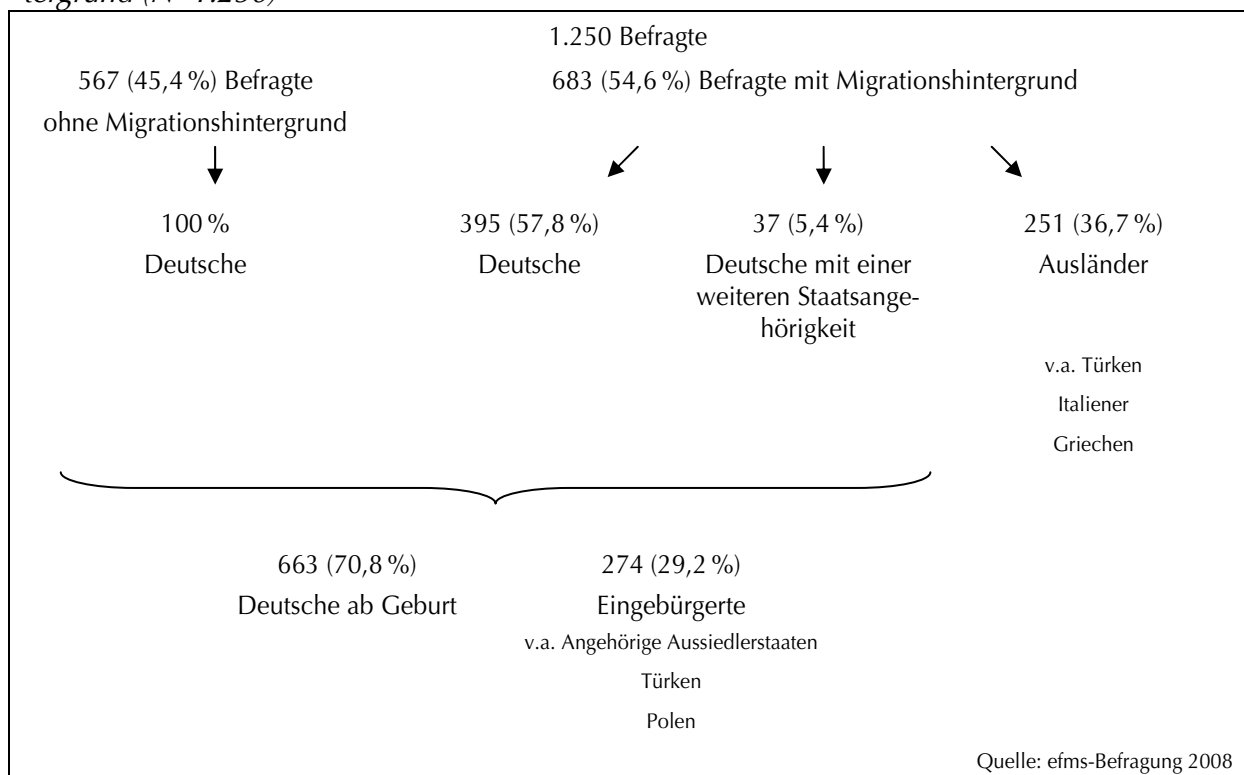 1.250 Befragte
567 (45,4 %) Befragte
ohne Migrationshintergrund
683 (54,6 %) Befragte mit Migrationshintergrund
100 %
Deutsche
395 (57,8 %)
Deutsche
37 (5,4 %)
Deutsche mit einer
weiteren Staatsange-
hörigkeit
251 (36,7 %)
Ausländer
v.a. Türken
Italiener
Griechen
663 (70,8 %)
Deutsche ab Geburt
274 (29,2 %)
Eingebürgerte
v.a. Angehörige Aussiedlerstaaten
Türken
Polen
Quelle: efms-Befragung 2008